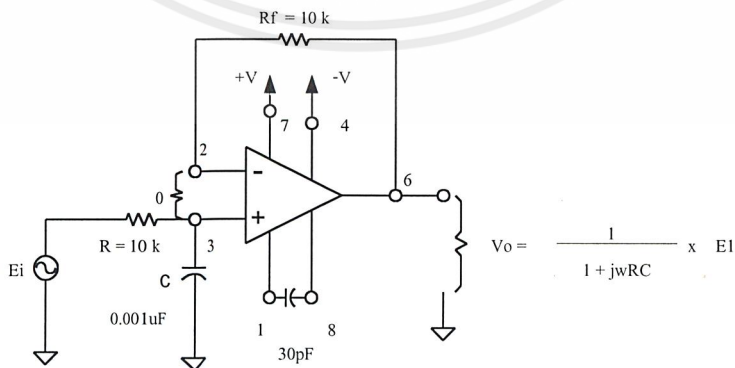 Rf = 10 k
+V
-V
7
4
2
-
0
6
+
R = 10 k
3
Ei
C
0.001uF
1
8
30pF
Vo =
1
1 + jwRC
x E1